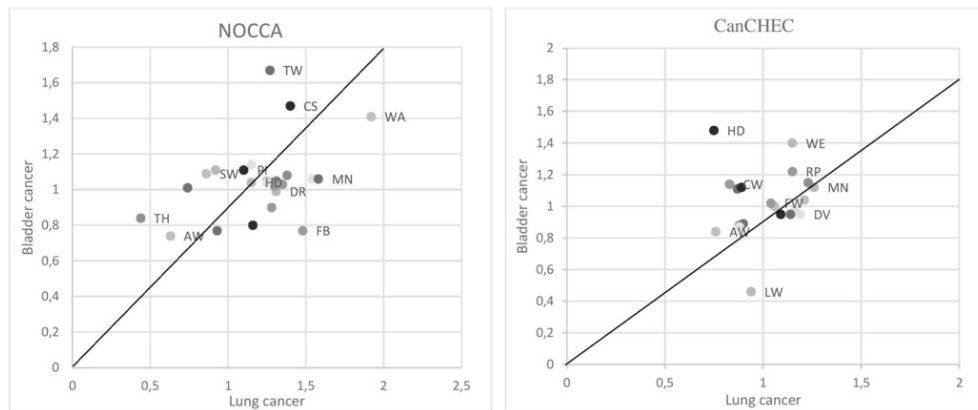 NOCCA
1,8
1,6
1,4
1,2
1
0,8
0,6
0,4
0,2
0
0
0,5
1
1,5
2
2,5
Bladder cancer
Lung cancer
TW
CS
WA
PI
SW
HD
MN
DR
TH
AW
FB
CanCHEC
2
1,8
1,6
1,4
1,2
1
0,8
0,6
0,4
0,2
0
0
0,5
1
1,5
2
Bladder cancer
Lung cancer
HD
WE
RP
CW
MN
FW
DV
AW
LW